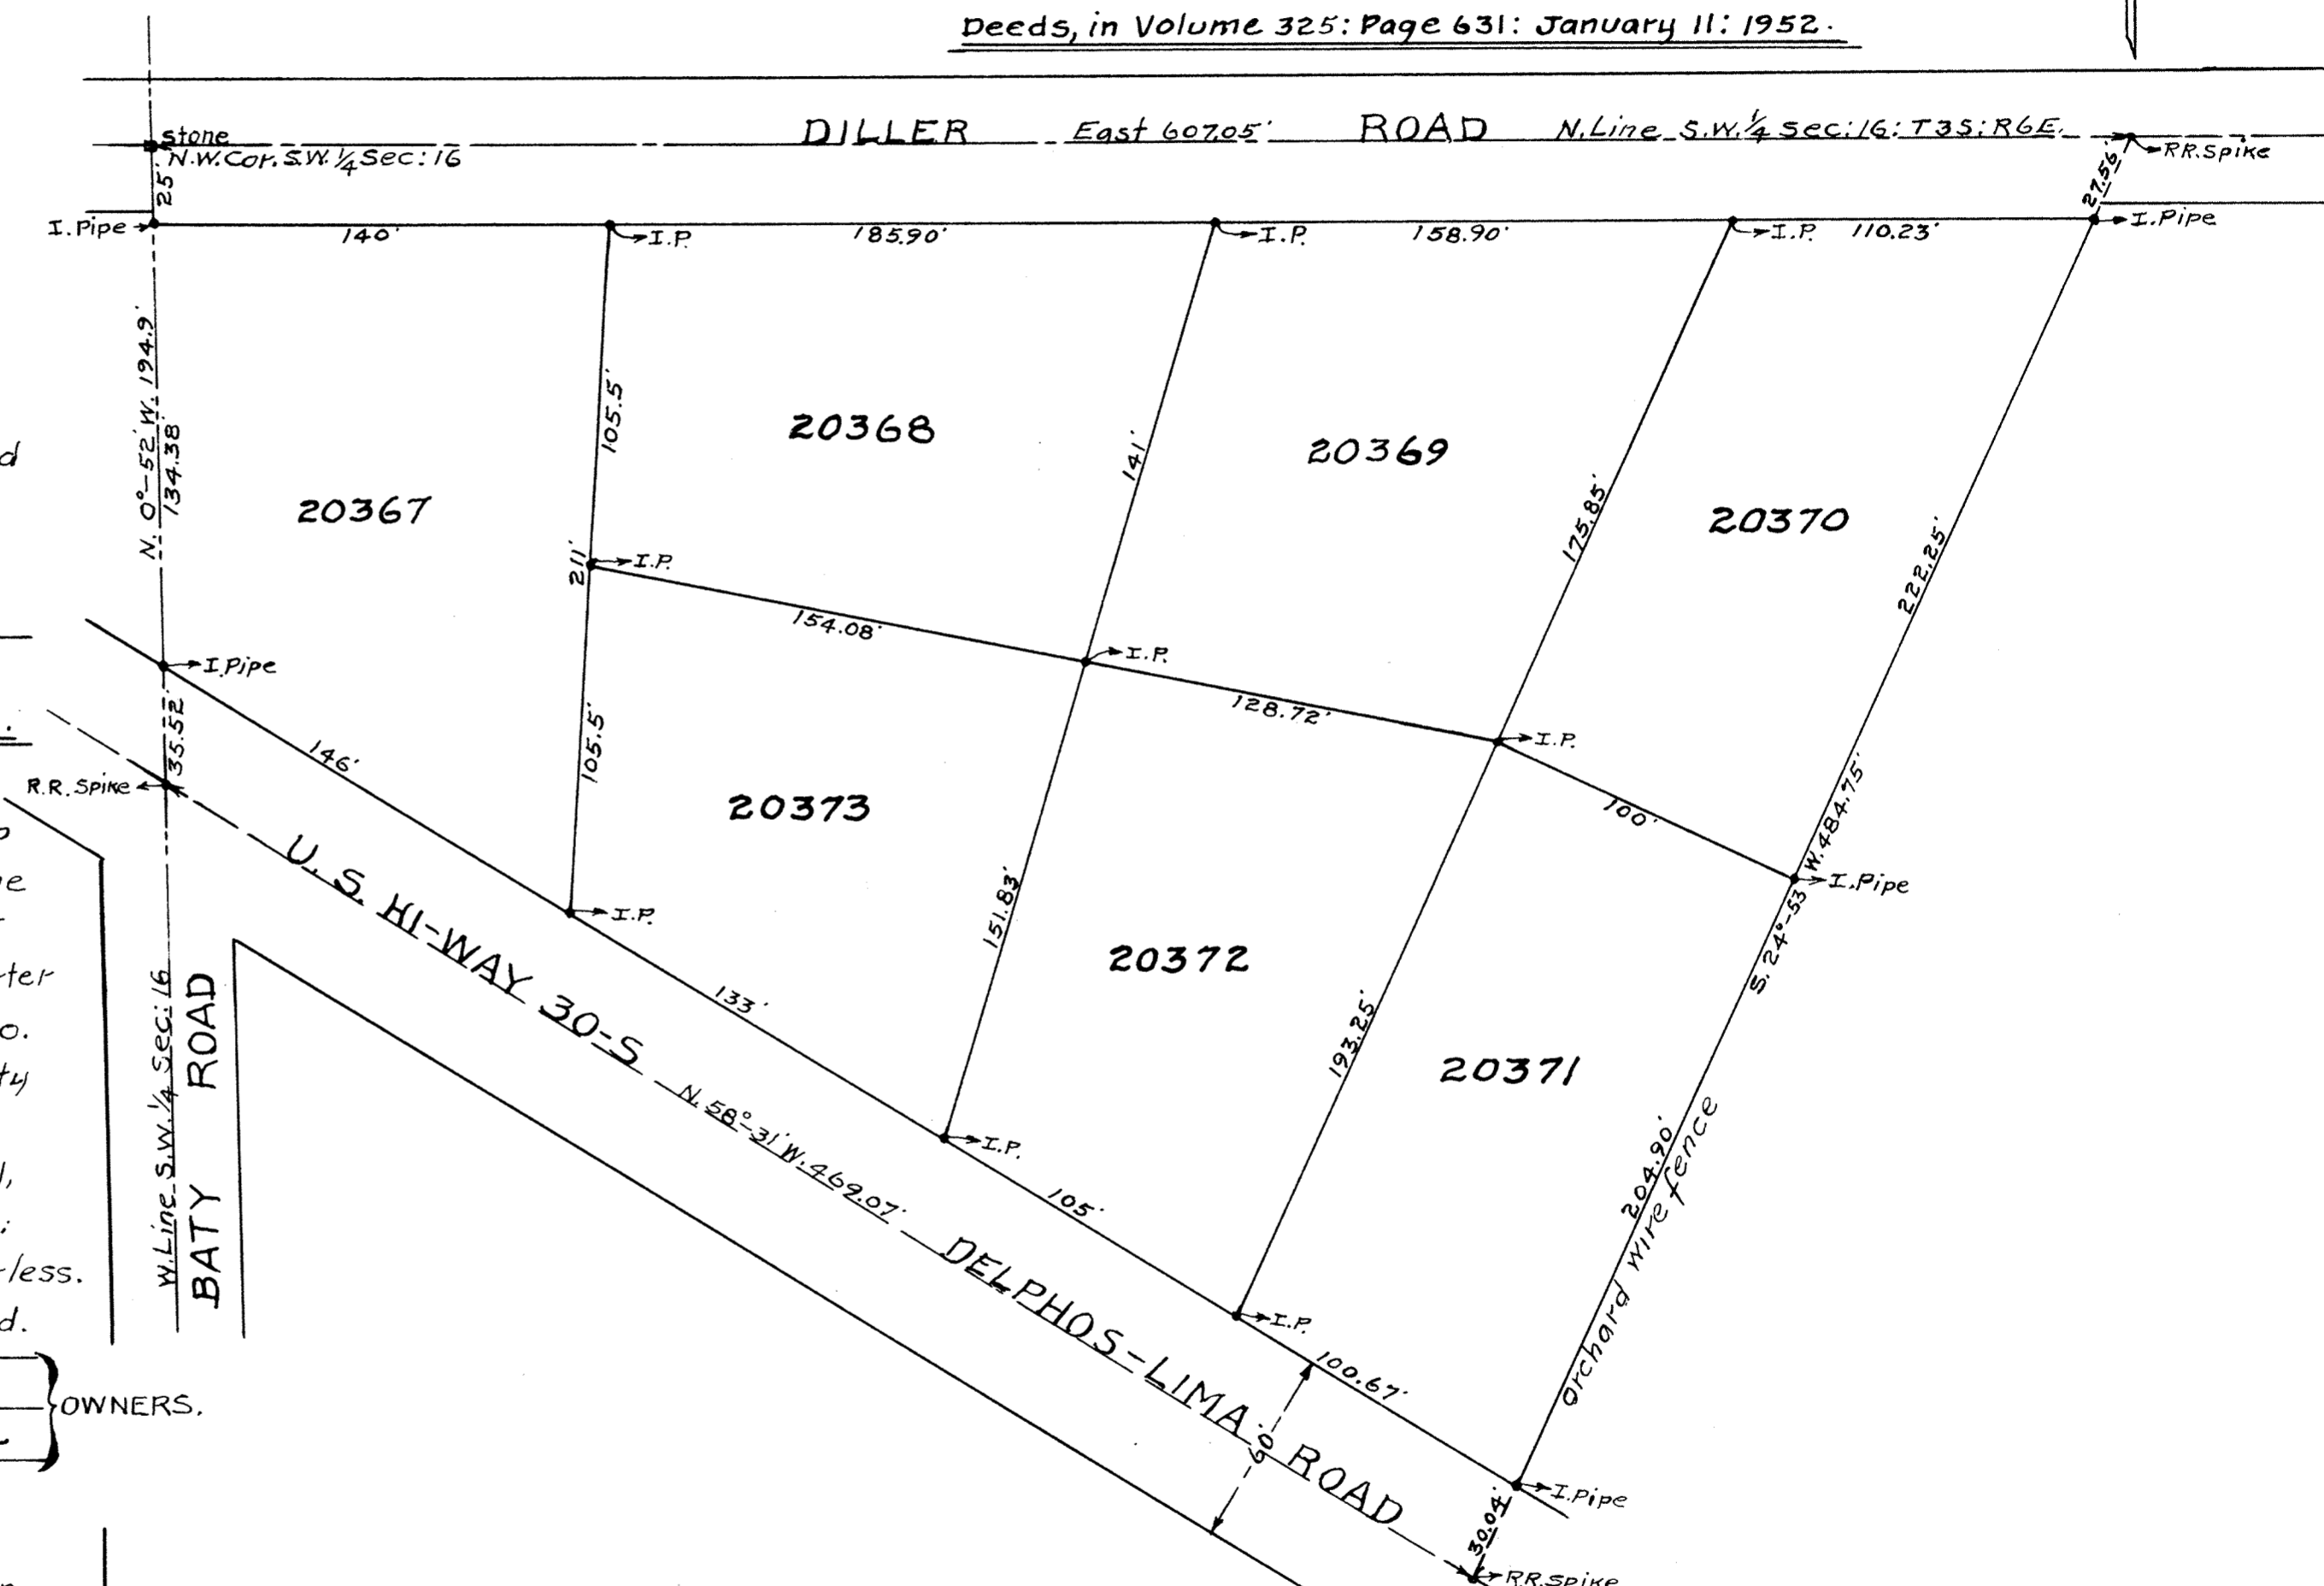 Deeds, in Volume 325: Page 631: January 11: 1952.
stone
N.W.Cor. S.W.¼ Sec: 16
DILLER East 607.05' ROAD N. Line S.W.¼ Sec: 16: T3S: R6E.
RR. Spike
25'
27.56'
I. Pipe
140'
I.P.
185.90'
I.P.
158.90'
I.P.
110.23'
I. Pipe
N. 0°-52' W. 194.9'
134.38'
105.5'
20368
141'
20369
175.85'
20370
222.25'
20367
d
211'
I.P.
154.08'
I.P.
128.72'
I.P.
I. Pipe
35.52'
R.R. Spike
146'
105.5'
20373
100'
S. 24°-53' W. 484.75'
I. Pipe
I.P.
151.83'
20372
193.25'
20371
204.90'
Orchard wire fence
U.S. HI-WAY 30-S N. 58°-31' W. 469.07' DELPHOS-LIMA ROAD
133'
I.P.
105'
I.P.
100.67'
60'
I. Pipe
30.04'
RR. Spike
W. Line S.W.¼ Sec: 16
BATY ROAD
e
ter
o.
ty
less.
d.
OWNERS.